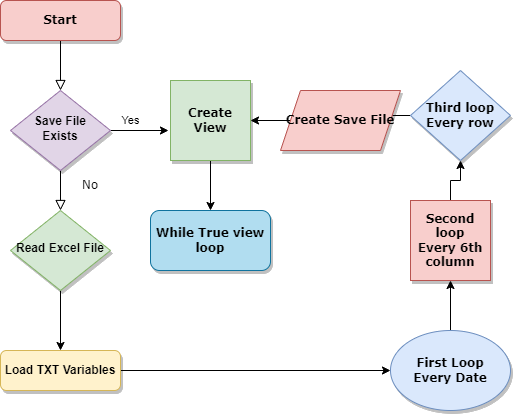 Start
Save File
Exists
Yes
Create
View
Create Save File
Third loop
Every row
No
While True view
loop
Read Excel File
Second
loop
Every 6th
column
Load TXT Variables
First Loop
Every Date